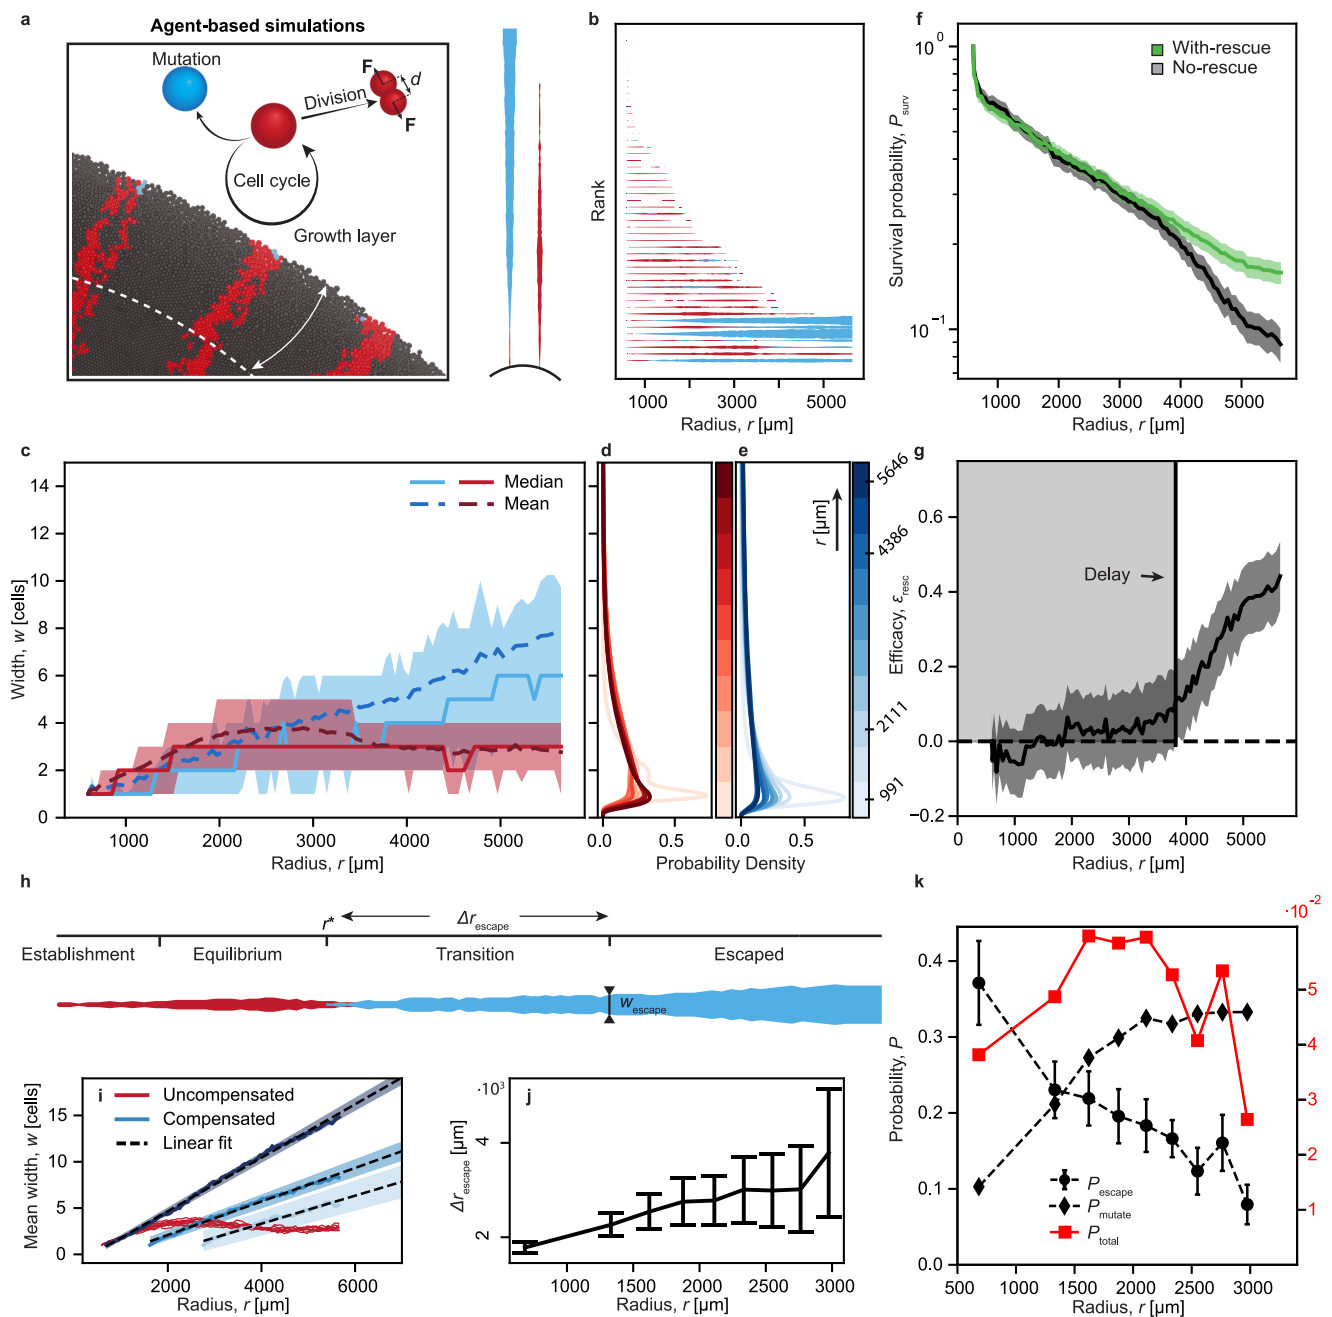 a
Agent-based simulations
Mutation
F
d
Division
F
Cell cycle
Growth layer
b
Rank
1000 3000 5000
Radius, r [µm]
f
10⁰
10⁻¹
With-rescue
No-rescue
Survival probability, P_surv
1000 2000 3000 4000 5000
Radius, r [µm]
c
14
12
10
8
6
4
2
0
Width, w [cells]
Median
Mean
1000 2000 3000 4000 5000
Radius, r [µm]
d
0.0 0.5
e
0.0 0.5
Probability Density
r [µm]
5646
4386
2111
991
g
0.6
0.4
0.2
0.0
−0.2
Efficacy, ε_resc
Delay
0 1000 2000 3000 4000 5000
Radius, r [µm]
h
r* Δr_escape
Establishment Equilibrium Transition Escaped
w_escape
i
Uncompensated
Compensated
Linear fit
15
10
5
0
Mean width, w [cells]
2000 4000 6000
Radius, r [µm]
j
·10³
4
2
Δr_escape [µm]
1000 1500 2000 2500 3000
Radius, r [µm]
k
·10⁻²
0.4
0.3
0.2
0.1
0.0
Probability, P
5
4
3
2
1
P_escape
P_mutate
P_total
500 1000 1500 2000 2500 3000
Radius, r [µm]